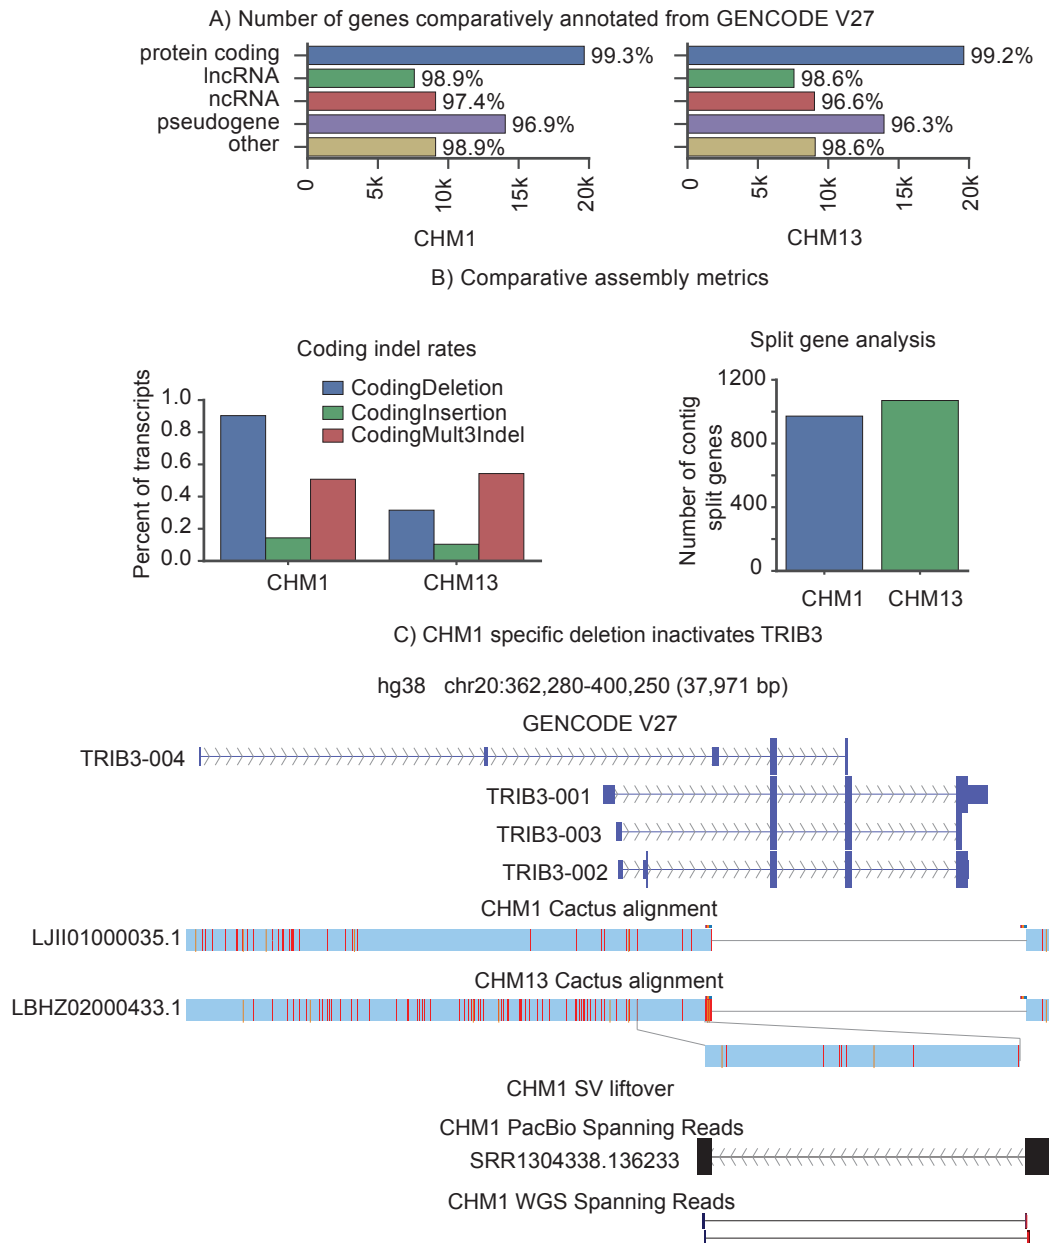 A) Number of genes comparatively annotated from GENCODE V27
protein coding
lncRNA
ncRNA
pseudogene
other
99.3%
98.9%
97.4%
96.9%
98.9%
0
5k
10k
15k
20k
CHM1
99.2%
98.6%
96.6%
96.3%
98.6%
0
5k
10k
15k
20k
CHM13
B) Comparative assembly metrics
Coding indel rates
CodingDeletion
CodingInsertion
CodingMult3Indel
Percent of transcripts
1.0
0.8
0.6
0.4
0.2
0.0
CHM1
CHM13
Split gene analysis
Number of contig
split genes
1200
800
400
0
CHM1
CHM13
C) CHM1 specific deletion inactivates TRIB3
hg38 chr20:362,280-400,250 (37,971 bp)
GENCODE V27
TRIB3-004
TRIB3-001
TRIB3-003
TRIB3-002
CHM1 Cactus alignment
LJII01000035.1
CHM13 Cactus alignment
LBHZ02000433.1
CHM1 SV liftover
CHM1 PacBio Spanning Reads
SRR1304338.136233
CHM1 WGS Spanning Reads